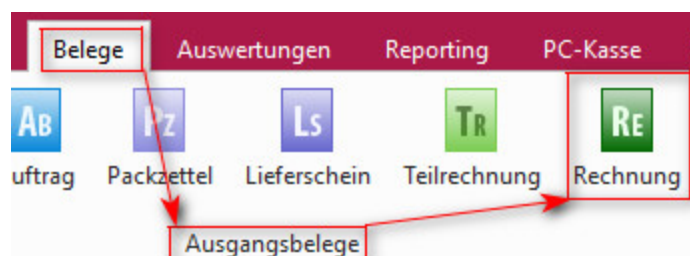 Belege Auswertungen Reporting PC-Kasse
AB PZ LS TR RE
uftrag Packzettel Lieferschein Teilrechnung Rechnung
Ausgangsbelege